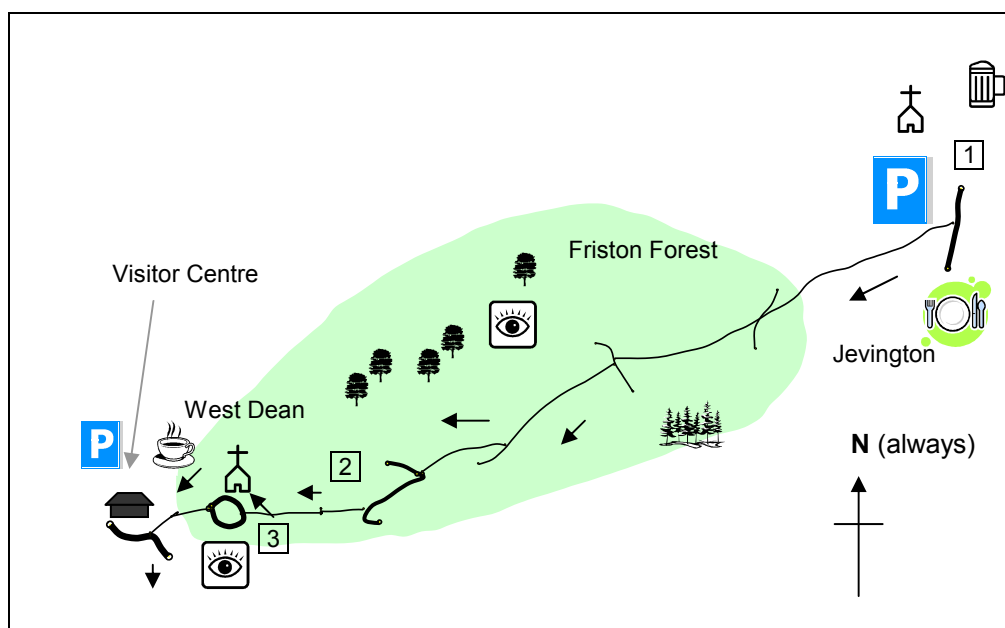 1
P
Friston Forest
Visitor Centre
Jevington
West Dean
P
N (always)
2
3